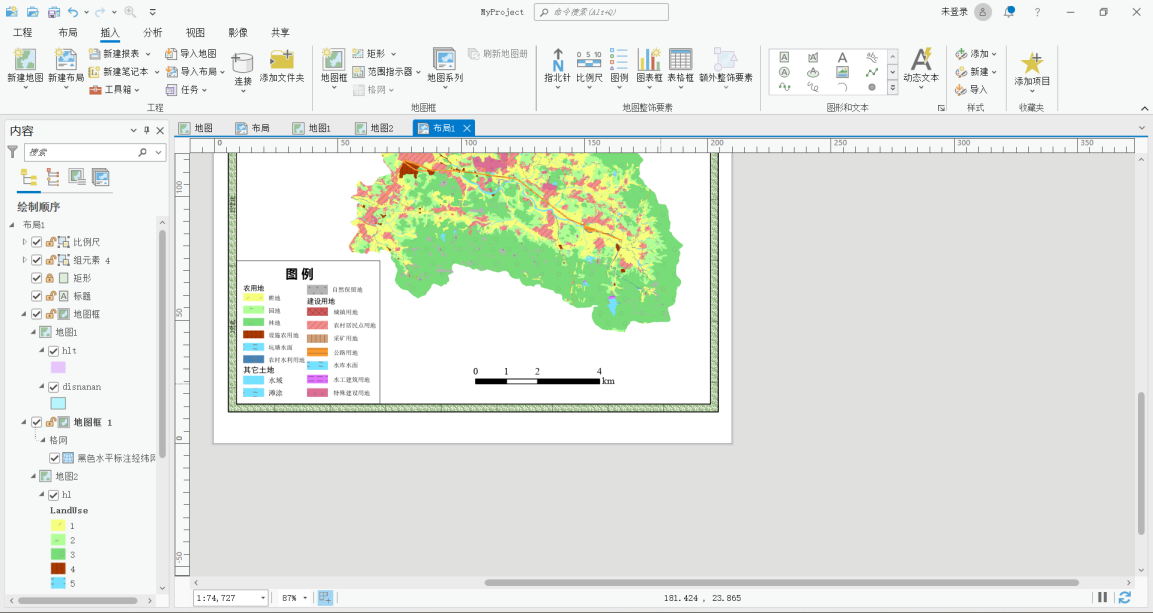 MyProject
命令搜索(Alt+Q)
未登录
?
工程 布局 插入 分析 视图 影像 共享
新建地图
新建布局
新建报表
新建笔记本
工具箱
导入地图
导入布局
任务
连接
添加文件夹
工程
地图框
矩形
范围指示器
格网
地图系列
刷新地图册
地图框
指北针
比例尺
图例
图表框
表格框
额外整饰要素
地图整饰要素
动态文本
图形和文本
添加
新建
导入
样式
添加项目
收藏夹
内容
搜索
绘制顺序
布局1
比例尺
组元素 4
矩形
标题
地图框
地图1
hlt
disnanan
地图框 1
格网
黑色水平标注经纬网
地图2
hl
LandUse
1
2
3
4
5
地图 布局 地图1 地图2 布局1
0 50 100 150 200 250 300 350
100
50
0
-50
图 例
农用地
耕地
园地
林地
设施农用地
坑塘水面
农村水利用地
其它土地
水域
滩涂
自然保留地
建设用地
城镇用地
农村居民点用地
采矿用地
公路用地
水库水面
水工建筑用地
特殊建设用地
0 1 2 4
km
1:74,727
87%
181.424 , 23.865